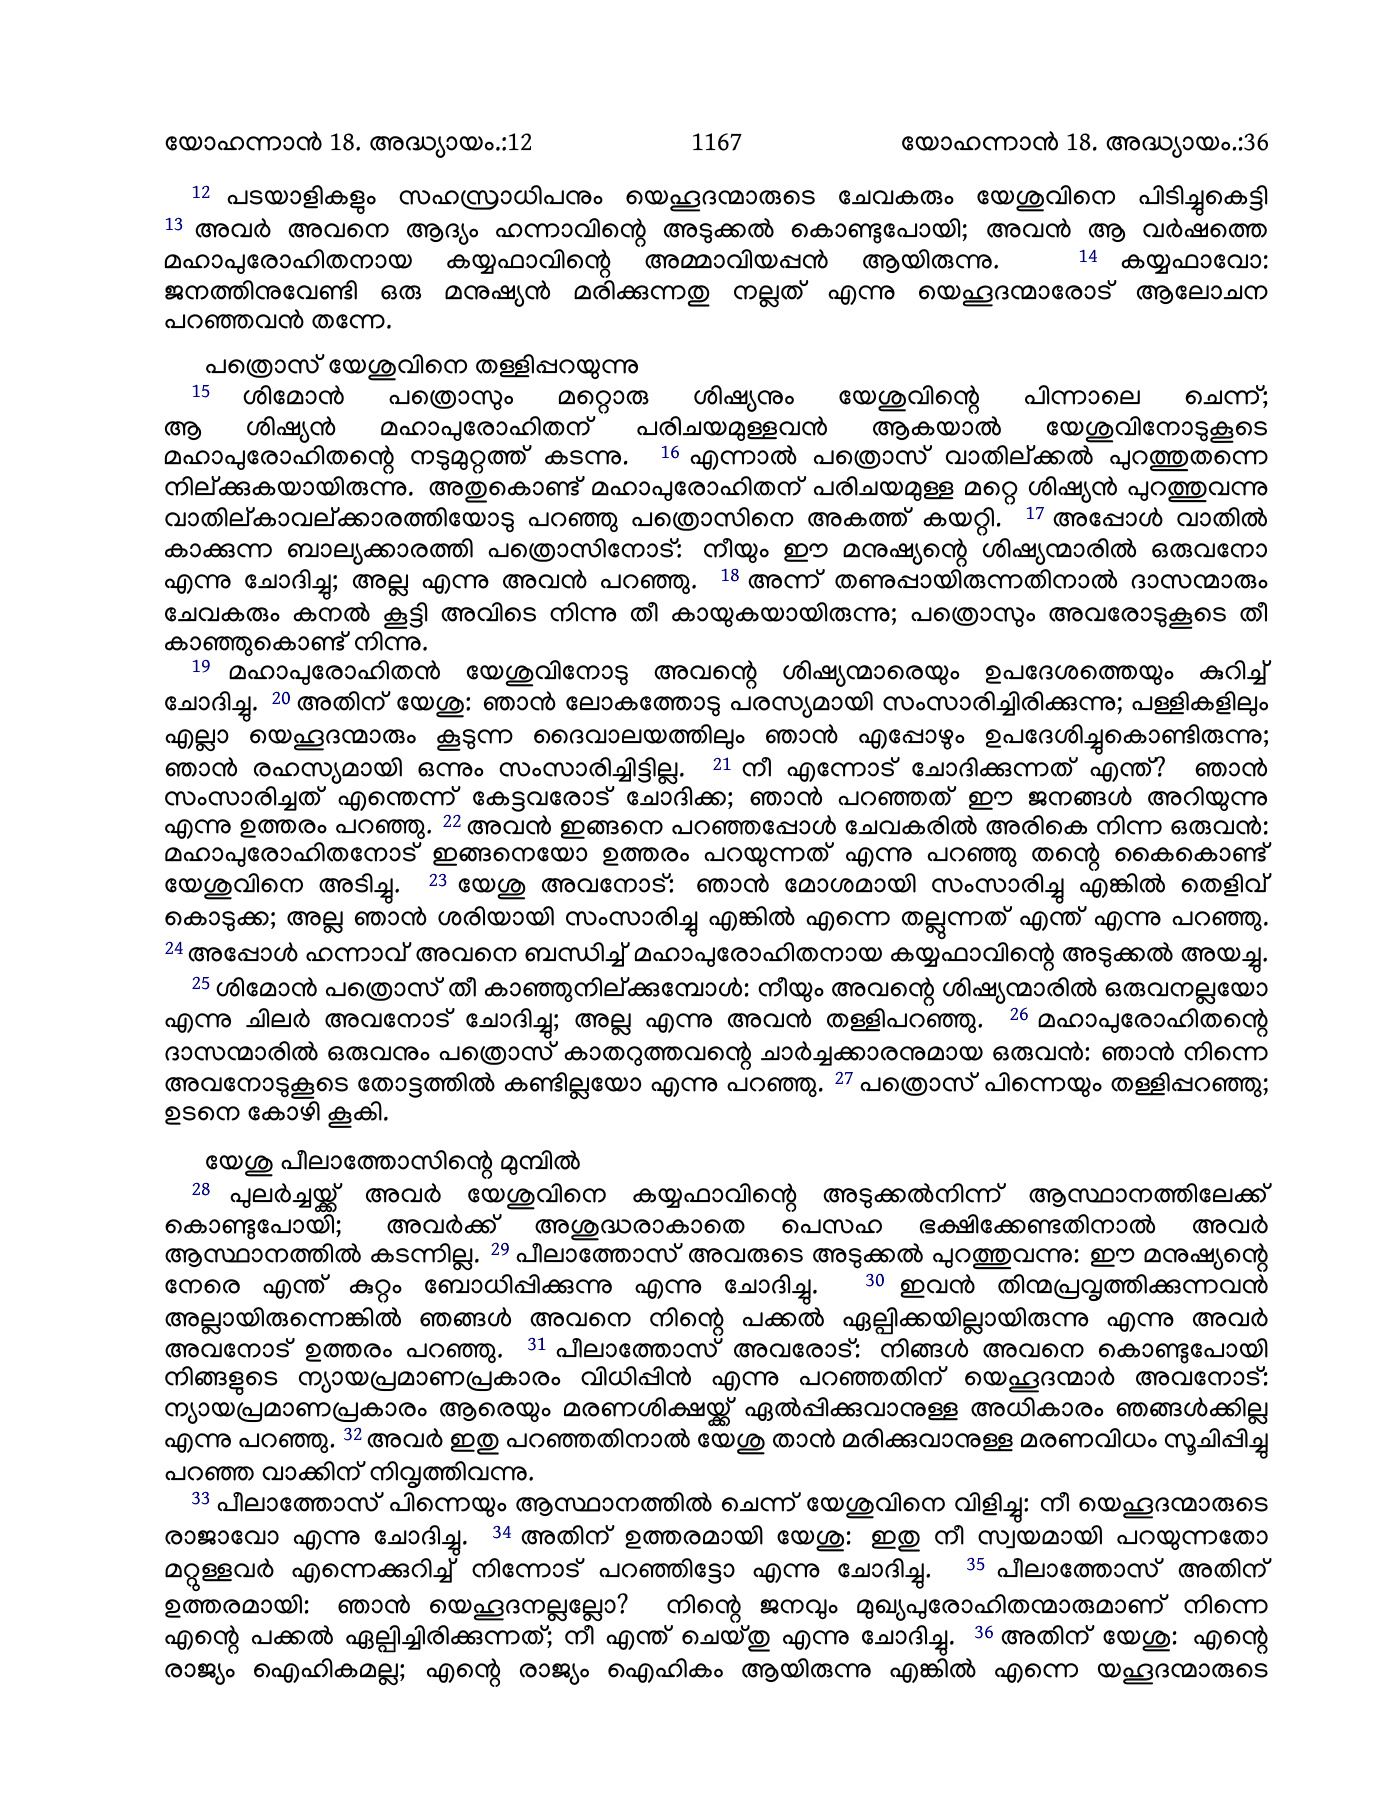 യോഹന്നാൻ 18. അദ്ധ്യായം.:12 1167 യോഹന്നാൻ 18. അദ്ധ്യായം.:36
12 പടയാളികളും സഹസ്രാധിപനും യെഹൂദന്മാരുടെ ചേവകരും യേശുവിനെ പിടിച്ചുകെട്ടി
13 അവർ അവനെ ആദ്യം ഹന്നാവിന്റെ അടുക്കൽ കൊണ്ടുപോയി; അവൻ ആ വർഷത്തെ
മഹാപുരോഹിതനായ കയ്യഫാവിന്റെ അമ്മാവിയപ്പൻ ആയിരുന്നു. 14 കയ്യഫാവോ:
ജനത്തിനുവേണ്ടി ഒരു മനുഷ്യൻ മരിക്കുന്നതു നല്ലത് എന്നു യെഹൂദന്മാരോട് ആലോചന
പറഞ്ഞവൻ തന്നേ.
പത്രൊസ് യേശുവിനെ തള്ളിപ്പറയുന്നു
15 ശിമോൻ പത്രൊസും മറ്റൊരു ശിഷ്യനും യേശുവിന്റെ പിന്നാലെ ചെന്ന്;
ആ ശിഷ്യൻ മഹാപുരോഹിതന് പരിചയമുള്ളവൻ ആകയാൽ യേശുവിനോടുകൂടെ
മഹാപുരോഹിതന്റെ നടുമുറ്റത്ത് കടന്നു. 16 എന്നാൽ പത്രൊസ് വാതില്ക്കൽ പുറത്തുതന്നെ
നില്ക്കുകയായിരുന്നു. അതുകൊണ്ട് മഹാപുരോഹിതന് പരിചയമുള്ള മറ്റെ ശിഷ്യൻ പുറത്തുവന്നു
വാതില്കാവല്ക്കാരത്തിയോടു പറഞ്ഞു പത്രൊസിനെ അകത്ത് കയറ്റി. 17 അപ്പോൾ വാതിൽ
കാക്കുന്ന ബാല്യക്കാരത്തി പത്രൊസിനോട്: നീയും ഈ മനുഷ്യന്റെ ശിഷ്യന്മാരിൽ ഒരുവനോ
എന്നു ചോദിച്ചു; അല്ല എന്നു അവൻ പറഞ്ഞു. 18 അന്ന് തണുപ്പായിരുന്നതിനാൽ ദാസന്മാരും
ചേവകരും കനൽ കൂട്ടി അവിടെ നിന്നു തീ കായുകയായിരുന്നു; പത്രൊസും അവരോടുകൂടെ തീ
കാഞ്ഞുകൊണ്ട് നിന്നു.
19 മഹാപുരോഹിതൻ യേശുവിനോടു അവന്റെ ശിഷ്യന്മാരെയും ഉപദേശത്തെയും കുറിച്ച്
ചോദിച്ചു. 20 അതിന് യേശു: ഞാൻ ലോകത്തോടു പരസ്യമായി സംസാരിച്ചിരിക്കുന്നു; പള്ളികളിലും
എല്ലാ യെഹൂദന്മാരും കൂടുന്ന ദൈവാലയത്തിലും ഞാൻ എപ്പോഴും ഉപദേശിച്ചുകൊണ്ടിരുന്നു;
ഞാൻ രഹസ്യമായി ഒന്നും സംസാരിച്ചിട്ടില്ല. 21 നീ എന്നോട് ചോദിക്കുന്നത് എന്ത്? ഞാൻ
സംസാരിച്ചത് എന്തെന്ന് കേട്ടവരോട് ചോദിക്ക; ഞാൻ പറഞ്ഞത് ഈ ജനങ്ങൾ അറിയുന്നു
എന്നു ഉത്തരം പറഞ്ഞു. 22 അവൻ ഇങ്ങനെ പറഞ്ഞപ്പോൾ ചേവകരിൽ അരികെ നിന്ന ഒരുവൻ:
മഹാപുരോഹിതനോട് ഇങ്ങനെയോ ഉത്തരം പറയുന്നത് എന്നു പറഞ്ഞു തന്റെ കൈകൊണ്ട്
യേശുവിനെ അടിച്ചു. 23 യേശു അവനോട്: ഞാൻ മോശമായി സംസാരിച്ചു എങ്കിൽ തെളിവ്
കൊടുക്ക; അല്ല ഞാൻ ശരിയായി സംസാരിച്ചു എങ്കിൽ എന്നെ തല്ലുന്നത് എന്ത് എന്നു പറഞ്ഞു.
24 അപ്പോൾ ഹന്നാവ് അവനെ ബന്ധിച്ച് മഹാപുരോഹിതനായ കയ്യഫാവിന്റെ അടുക്കൽ അയച്ചു.
25 ശിമോൻ പത്രൊസ് തീ കാഞ്ഞുനില്ക്കുമ്പോൾ: നീയും അവന്റെ ശിഷ്യന്മാരിൽ ഒരുവനല്ലയോ
എന്നു ചിലർ അവനോട് ചോദിച്ചു; അല്ല എന്നു അവൻ തള്ളിപറഞ്ഞു. 26 മഹാപുരോഹിതന്റെ
ദാസന്മാരിൽ ഒരുവനും പത്രൊസ് കാതറുത്തവന്റെ ചാർച്ചക്കാരനുമായ ഒരുവൻ: ഞാൻ നിന്നെ
അവനോടുകൂടെ തോട്ടത്തിൽ കണ്ടില്ലയോ എന്നു പറഞ്ഞു. 27 പത്രൊസ് പിന്നെയും തള്ളിപ്പറഞ്ഞു;
ഉടനെ കോഴി കൂകി.
യേശു പീലാത്തോസിന്റെ മുമ്പിൽ
28 പുലർച്ചയ്ക്ക് അവർ യേശുവിനെ കയ്യഫാവിന്റെ അടുക്കൽനിന്ന് ആസ്ഥാനത്തിലേക്ക്
കൊണ്ടുപോയി; അവർക്ക് അശുദ്ധരാകാതെ പെസഹ ഭക്ഷിക്കേണ്ടതിനാൽ അവർ
ആസ്ഥാനത്തിൽ കടന്നില്ല. 29 പീലാത്തോസ് അവരുടെ അടുക്കൽ പുറത്തുവന്നു: ഈ മനുഷ്യന്റെ
നേരെ എന്ത് കുറ്റം ബോധിപ്പിക്കുന്നു എന്നു ചോദിച്ചു. 30 ഇവൻ തിന്മപ്രവൃത്തിക്കുന്നവൻ
അല്ലായിരുന്നെങ്കിൽ ഞങ്ങൾ അവനെ നിന്റെ പക്കൽ ഏല്പിക്കയില്ലായിരുന്നു എന്നു അവർ
അവനോട് ഉത്തരം പറഞ്ഞു. 31 പീലാത്തോസ് അവരോട്: നിങ്ങൾ അവനെ കൊണ്ടുപോയി
നിങ്ങളുടെ ന്യായപ്രമാണപ്രകാരം വിധിപ്പിൻ എന്നു പറഞ്ഞതിന് യെഹൂദന്മാർ അവനോട്:
ന്യായപ്രമാണപ്രകാരം ആരെയും മരണശിക്ഷയ്ക്ക് ഏൽപ്പിക്കുവാനുള്ള അധികാരം ഞങ്ങൾക്കില്ല
എന്നു പറഞ്ഞു. 32 അവർ ഇതു പറഞ്ഞതിനാൽ യേശു താൻ മരിക്കുവാനുള്ള മരണവിധം സൂചിപ്പിച്ചു
പറഞ്ഞ വാക്കിന് നിവൃത്തിവന്നു.
33 പീലാത്തോസ് പിന്നെയും ആസ്ഥാനത്തിൽ ചെന്ന് യേശുവിനെ വിളിച്ചു: നീ യെഹൂദന്മാരുടെ
രാജാവോ എന്നു ചോദിച്ചു. 34 അതിന് ഉത്തരമായി യേശു: ഇതു നീ സ്വയമായി പറയുന്നതോ
മറ്റുള്ളവർ എന്നെക്കുറിച്ച് നിന്നോട് പറഞ്ഞിട്ടോ എന്നു ചോദിച്ചു. 35 പീലാത്തോസ് അതിന്
ഉത്തരമായി: ഞാൻ യെഹൂദനല്ലല്ലോ? നിന്റെ ജനവും മുഖ്യപുരോഹിതന്മാരുമാണ് നിന്നെ
എന്റെ പക്കൽ ഏല്പിച്ചിരിക്കുന്നത്; നീ എന്ത് ചെയ്തു എന്നു ചോദിച്ചു. 36 അതിന് യേശു: എന്റെ
രാജ്യം ഐഹികമല്ല; എന്റെ രാജ്യം ഐഹികം ആയിരുന്നു എങ്കിൽ എന്നെ യഹൂദന്മാരുടെ